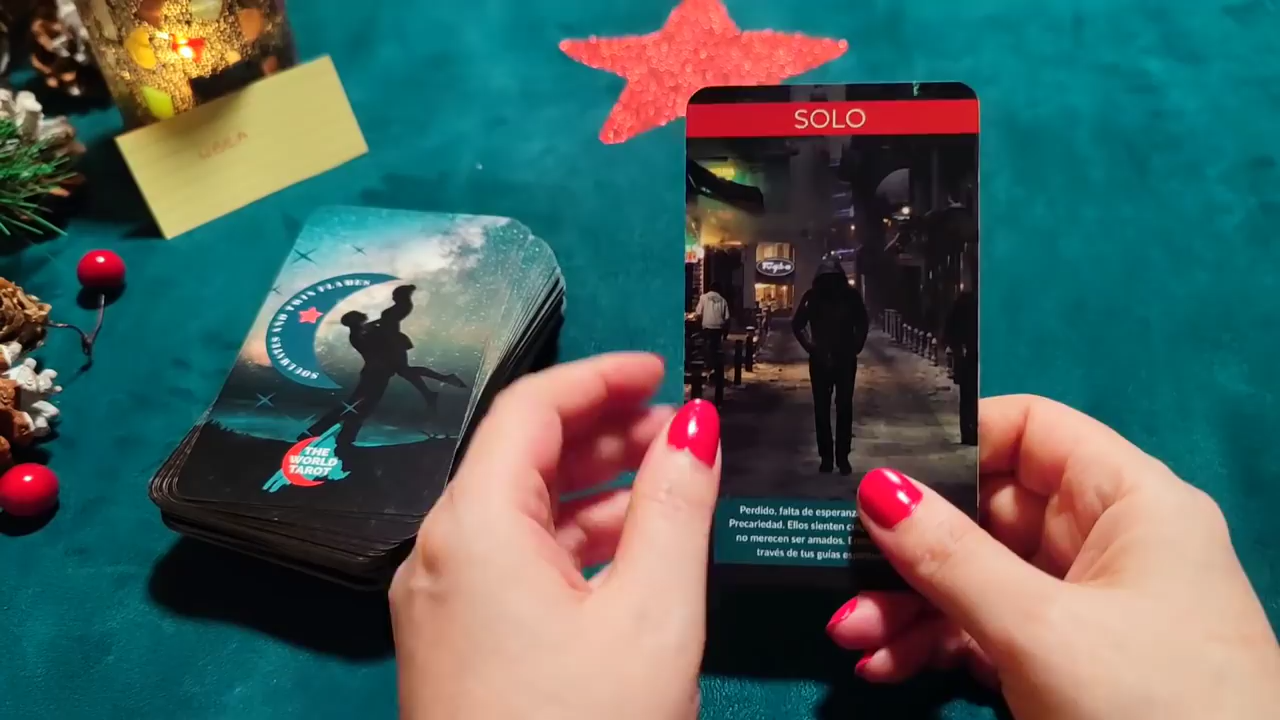 SOLO
Perdido, falta de
Precariedad. Ellos sienten
no merecen ser amados.
través de tus guías
SOULMATES AND TWIN FLAMES
THE
WORLD
TAROT